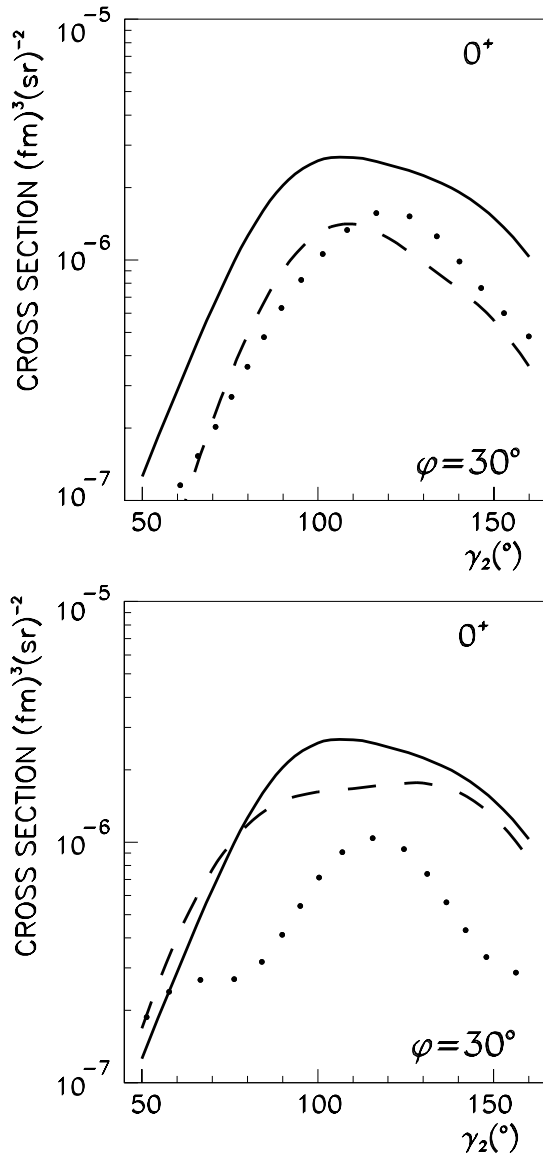 CROSS SECTION (fm)³(sr)⁻²
10⁻⁵
0⁺
10⁻⁶
φ=30°
10⁻⁷
50 100 150
γ₂(°)
CROSS SECTION (fm)³(sr)⁻²
10⁻⁵
0⁺
10⁻⁶
φ=30°
10⁻⁷
50 100 150
γ₂(°)